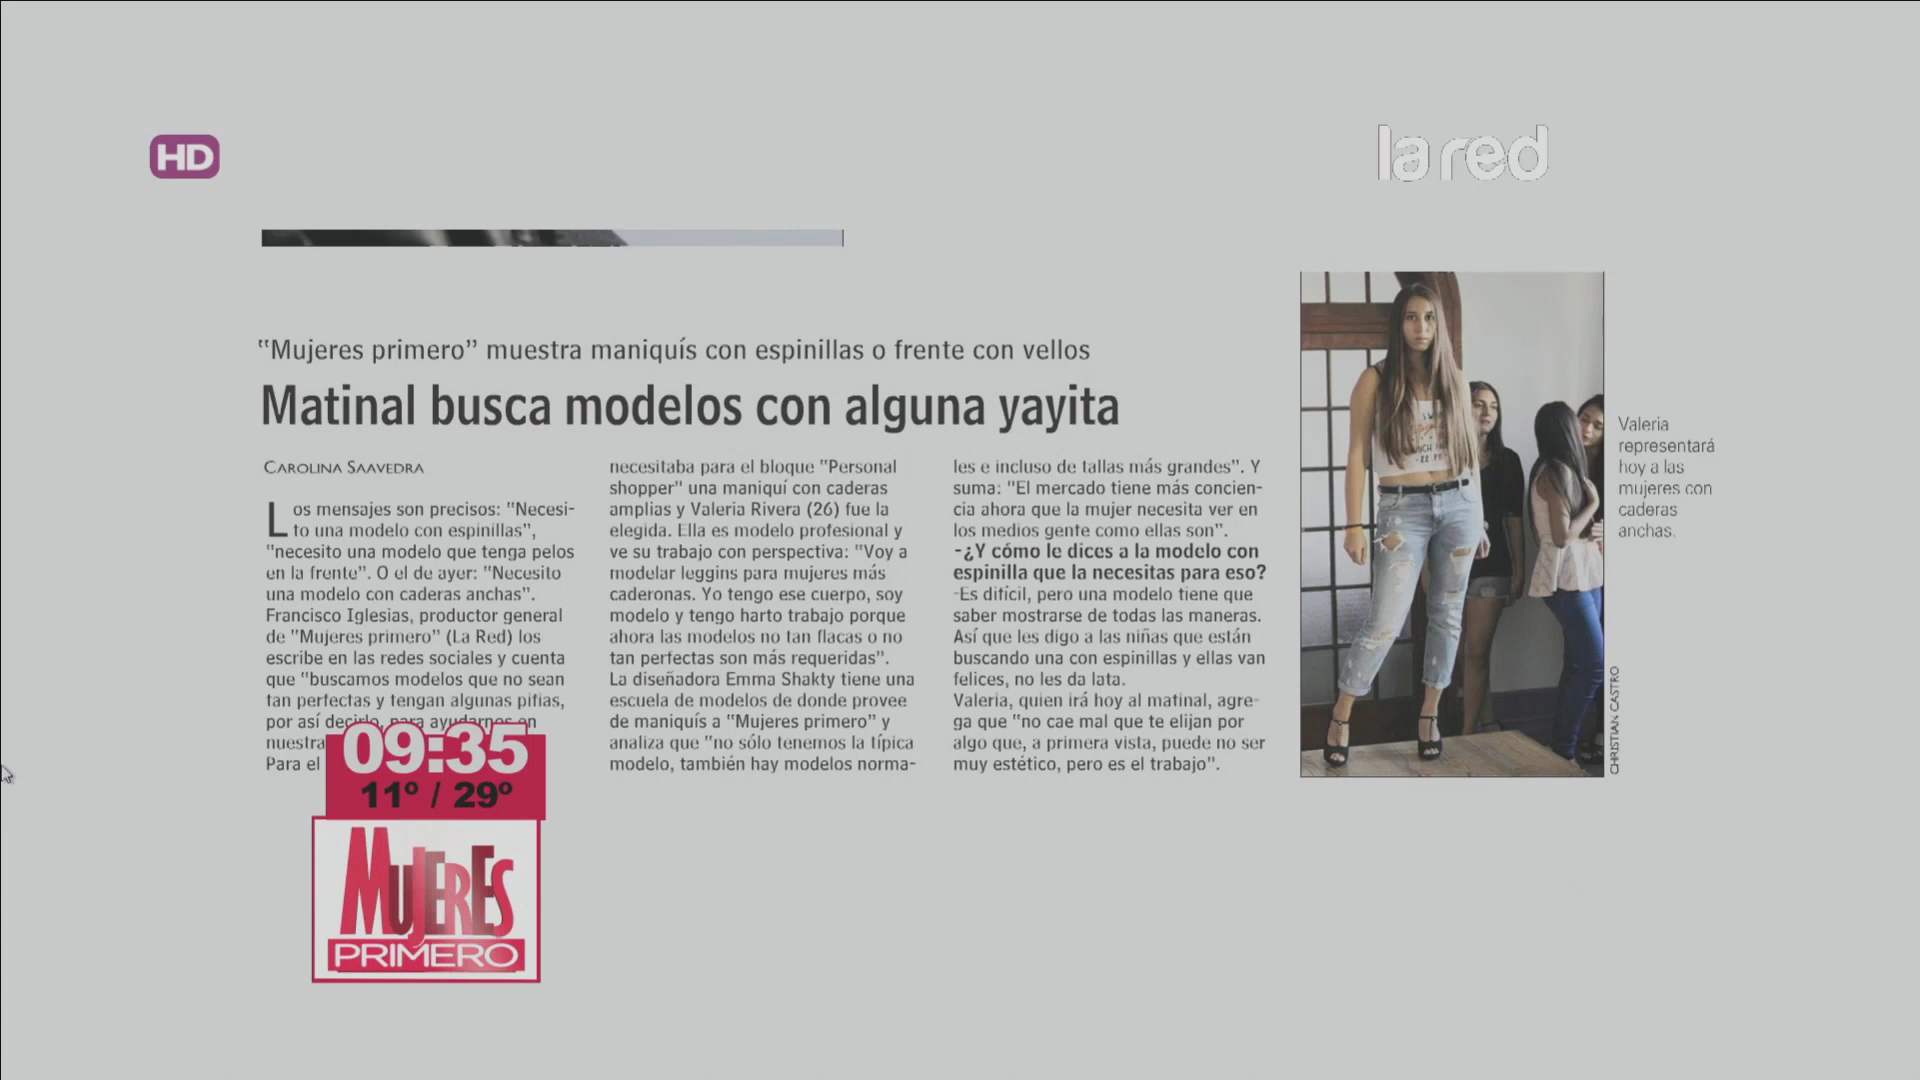 HD
la red
"Mujeres primero" muestra maniquís con espinillas o frente con vellos
Matinal busca modelos con alguna yayita
CAROLINA SAAVEDRA
Los mensajes son precisos: "Necesi-
to una modelo con espinillas",
"necesito una modelo que tenga pelos
en la frente". O el de ayer: "Necesito
una modelo con caderas anchas".
Francisco Iglesias, productor general
de "Mujeres primero" (La Red) los
escribe en las redes sociales y cuenta
que "buscamos modelos que no sean
tan perfectas y tengan algunas pifias,
por así decirlo, para ayudarnos en
nuestra
Para el
necesitaba para el bloque "Personal
shopper" una maniquí con caderas
amplias y Valeria Rivera (26) fue la
elegida. Ella es modelo profesional y
ve su trabajo con perspectiva: "Voy a
modelar leggins para mujeres más
caderonas. Yo tengo ese cuerpo, soy
modelo y tengo harto trabajo porque
ahora las modelos no tan flacas o no
tan perfectas son más requeridas".
La diseñadora Emma Shakty tiene una
escuela de modelos de donde provee
de maniquís a "Mujeres primero" y
analiza que "no sólo tenemos la típica
modelo, también hay modelos norma-
les e incluso de tallas más grandes". Y
suma: "El mercado tiene más concien-
cia ahora que la mujer necesita ver en
los medios gente como ellas son".
-¿Y cómo le dices a la modelo con
espinilla que la necesitas para eso?
-Es difícil, pero una modelo tiene que
saber mostrarse de todas las maneras.
Así que les digo a las niñas que están
buscando una con espinillas y ellas van
felices, no les da lata.
Valeria, quien irá hoy al matinal, agre-
ga que "no cae mal que te elijan por
algo que, a primera vista, puede no ser
muy estético, pero es el trabajo".
Valeria
representará
hoy a las
mujeres con
caderas
anchas.
CHRISTIAN CASTRO
09:35
11° / 29°
MUJERES
PRIMERO